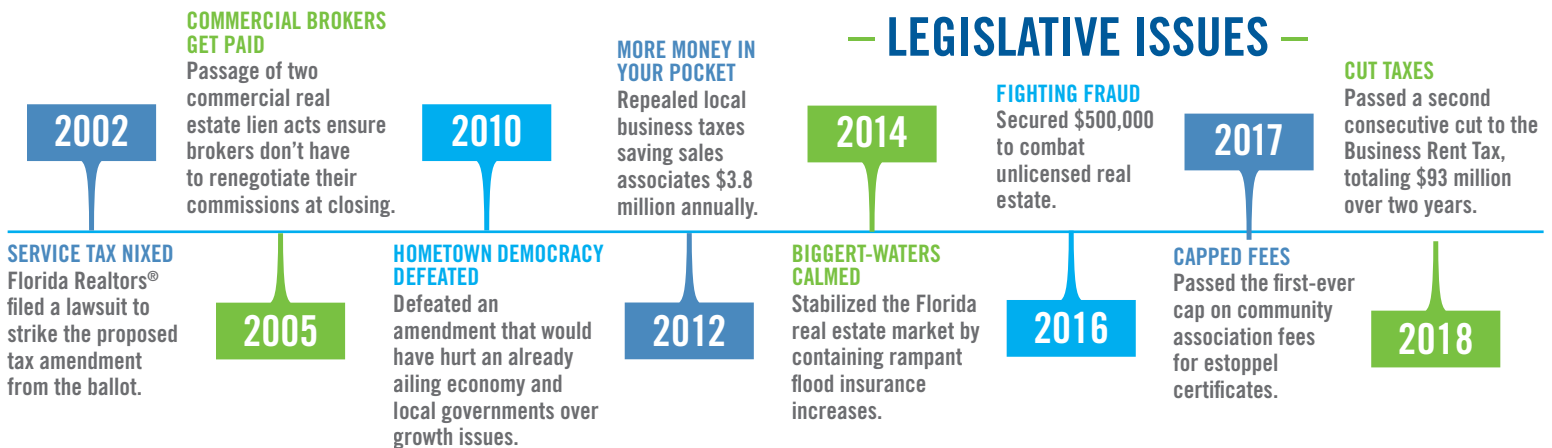 – LEGISLATIVE ISSUES –
2002
SERVICE TAX NIXED
Florida Realtors®
filed a lawsuit to
strike the proposed
tax amendment
from the ballot.
COMMERCIAL BROKERS
GET PAID
Passage of two
commercial real
estate lien acts ensure
brokers don’t have
to renegotiate their
commissions at closing.
2005
2010
HOMETOWN DEMOCRACY
DEFEATED
Defeated an
amendment that would
have hurt an already
ailing economy and
local governments over
growth issues.
MORE MONEY IN
YOUR POCKET
Repealed local
business taxes
saving sales
associates $3.8
million annually.
2012
2014
BIGGERT-WATERS
CALMED
Stabilized the Florida
real estate market by
containing rampant
flood insurance
increases.
FIGHTING FRAUD
Secured $500,000
to combat
unlicensed real
estate.
2016
2017
CAPPED FEES
Passed the first-ever
cap on community
association fees
for estoppel
certificates.
CUT TAXES
Passed a second
consecutive cut to the
Business Rent Tax,
totaling $93 million
over two years.
2018